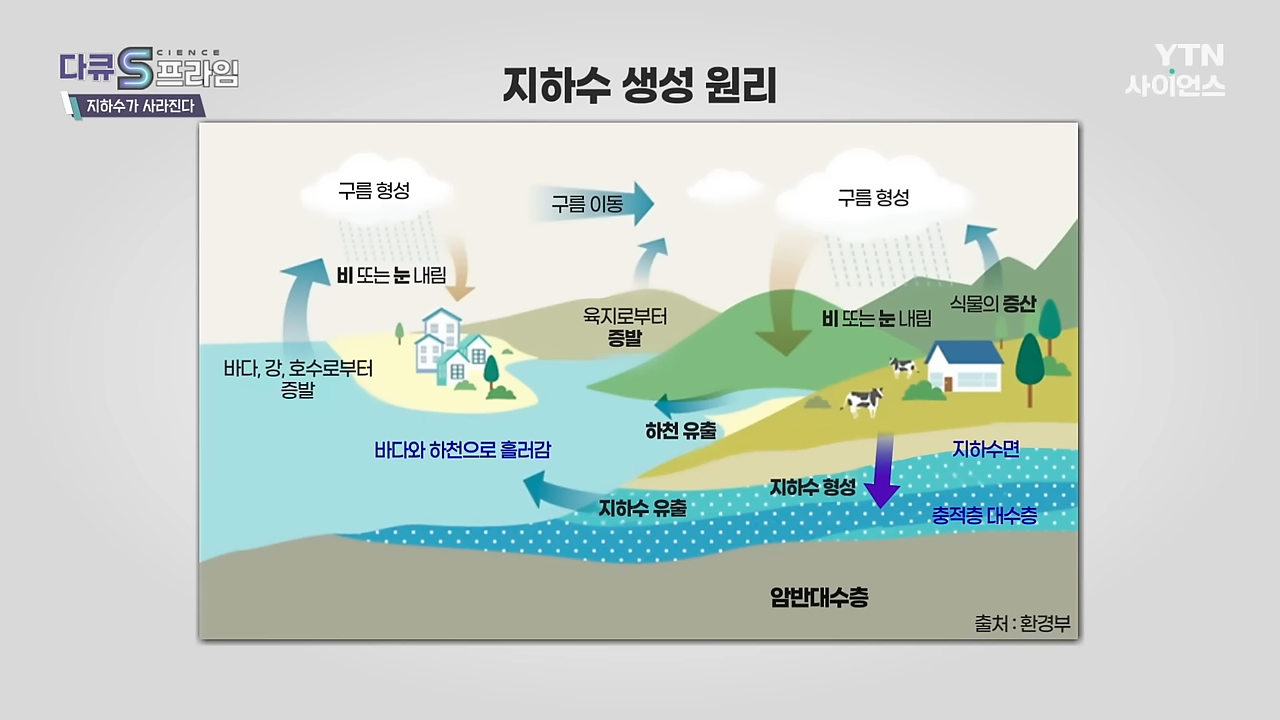 다큐 S CIENCE 프라임
지하수가 사라진다
YTN
사이언스
지하수 생성 원리
구름 형성
구름 이동
구름 형성
비 또는 눈 내림
육지로부터
증발
비 또는 눈 내림
식물의 증산
바다, 강, 호수로부터
증발
하천 유출
바다와 하천으로 흘러감
지하수면
지하수 형성
지하수 유출
충적층 대수층
암반대수층
출처 : 환경부